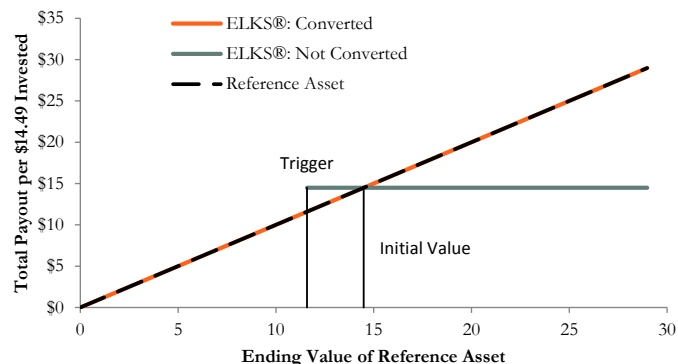 ELKS®: Converted
ELKS®: Not Converted
Reference Asset
Total Payout per $14.49 Invested
$35
$30
$25
$20
$15
$10
$5
$0
Trigger
Initial Value
0 5 10 15 20 25 30
Ending Value of Reference Asset